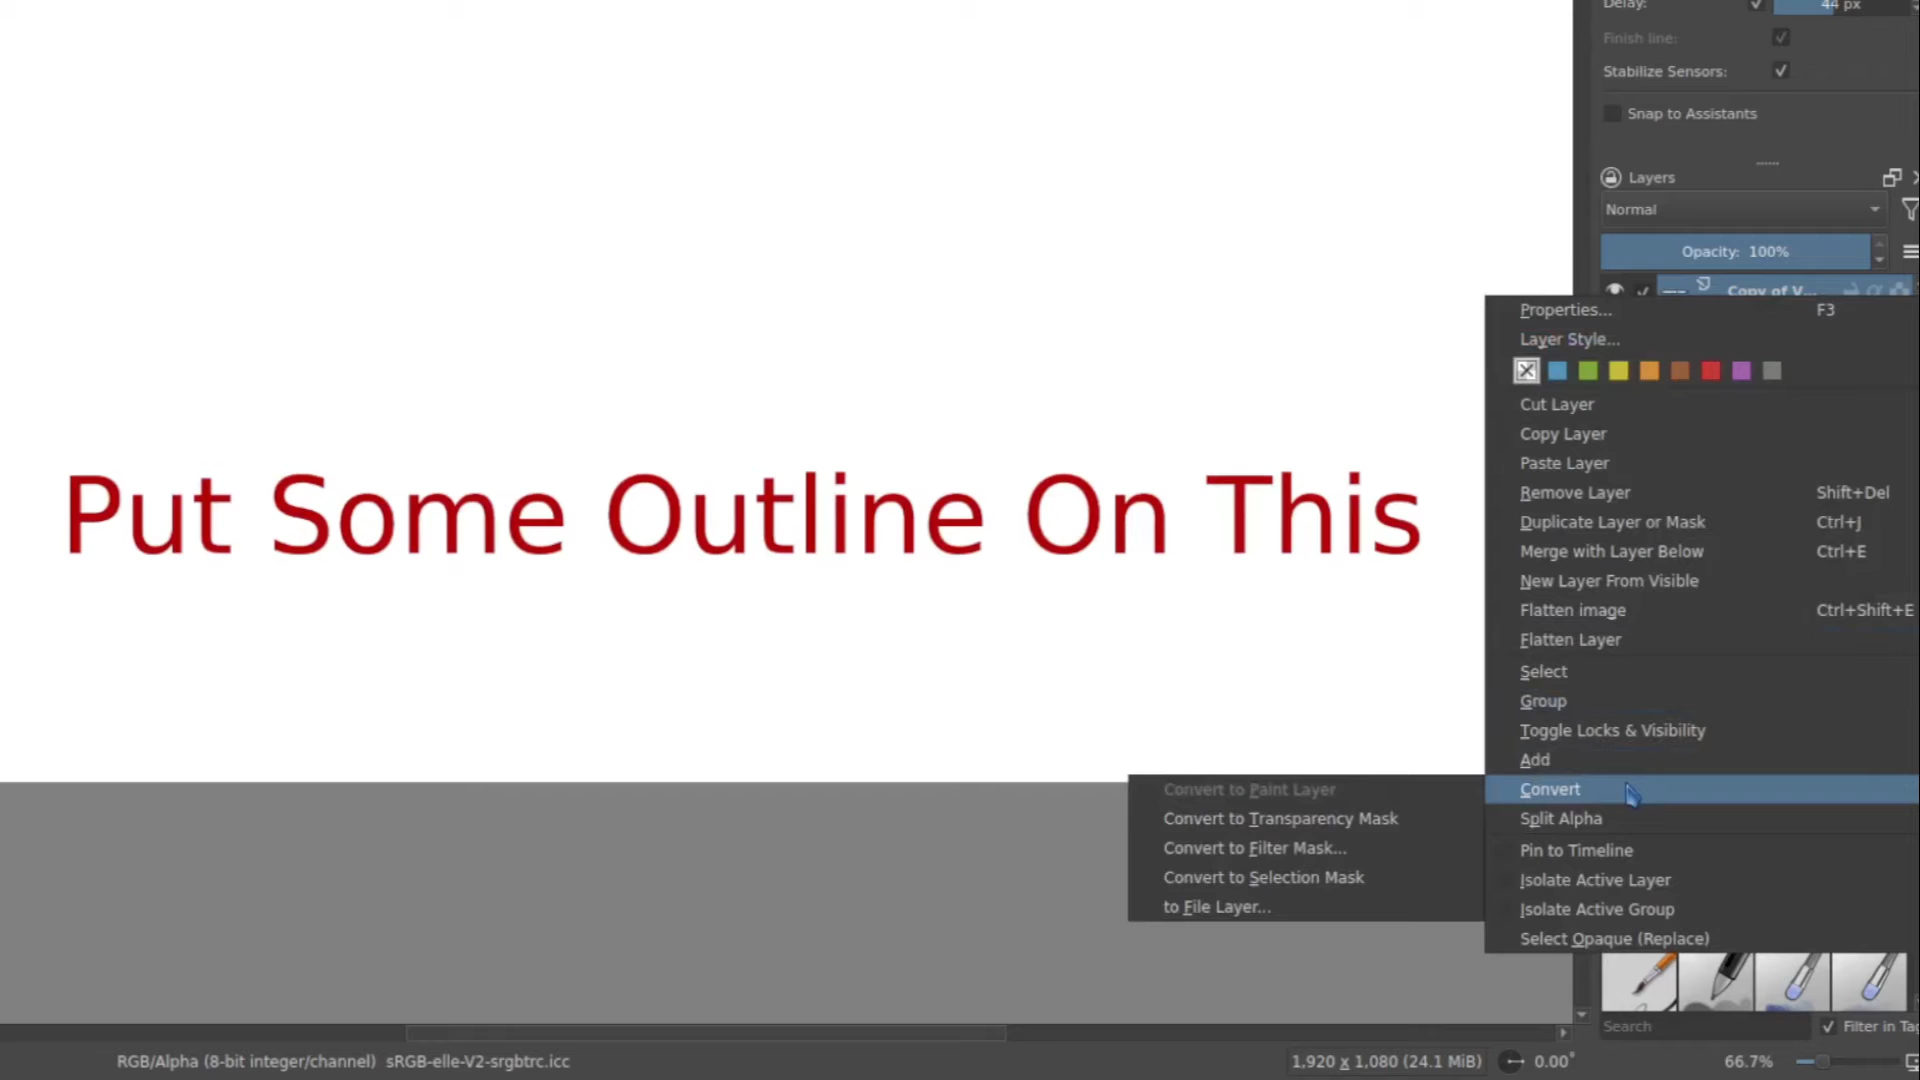 Delay:
44 px
Finish line:
Stabilize Sensors:
Snap to Assistants
Layers
Normal
Opacity: 100%
Copy of V...
Properties... F3
Layer Style...
Cut Layer
Copy Layer
Paste Layer
Remove Layer Shift+Del
Duplicate Layer or Mask Ctrl+J
Merge with Layer Below Ctrl+E
New Layer From Visible
Flatten image Ctrl+Shift+E
Flatten Layer
Select
Group
Toggle Locks & Visibility
Add
Convert
Split Alpha
Pin to Timeline
Isolate Active Layer
Isolate Active Group
Select Opaque (Replace)
Put Some Outline On This
Convert to Paint Layer
Convert to Transparency Mask
Convert to Filter Mask...
Convert to Selection Mask
to File Layer...
Search
Filter in Tag
RGB/Alpha (8-bit integer/channel) sRGB-elle-V2-srgbtrc.icc
1,920 x 1,080 (24.1 MiB)
0.00°
66.7%